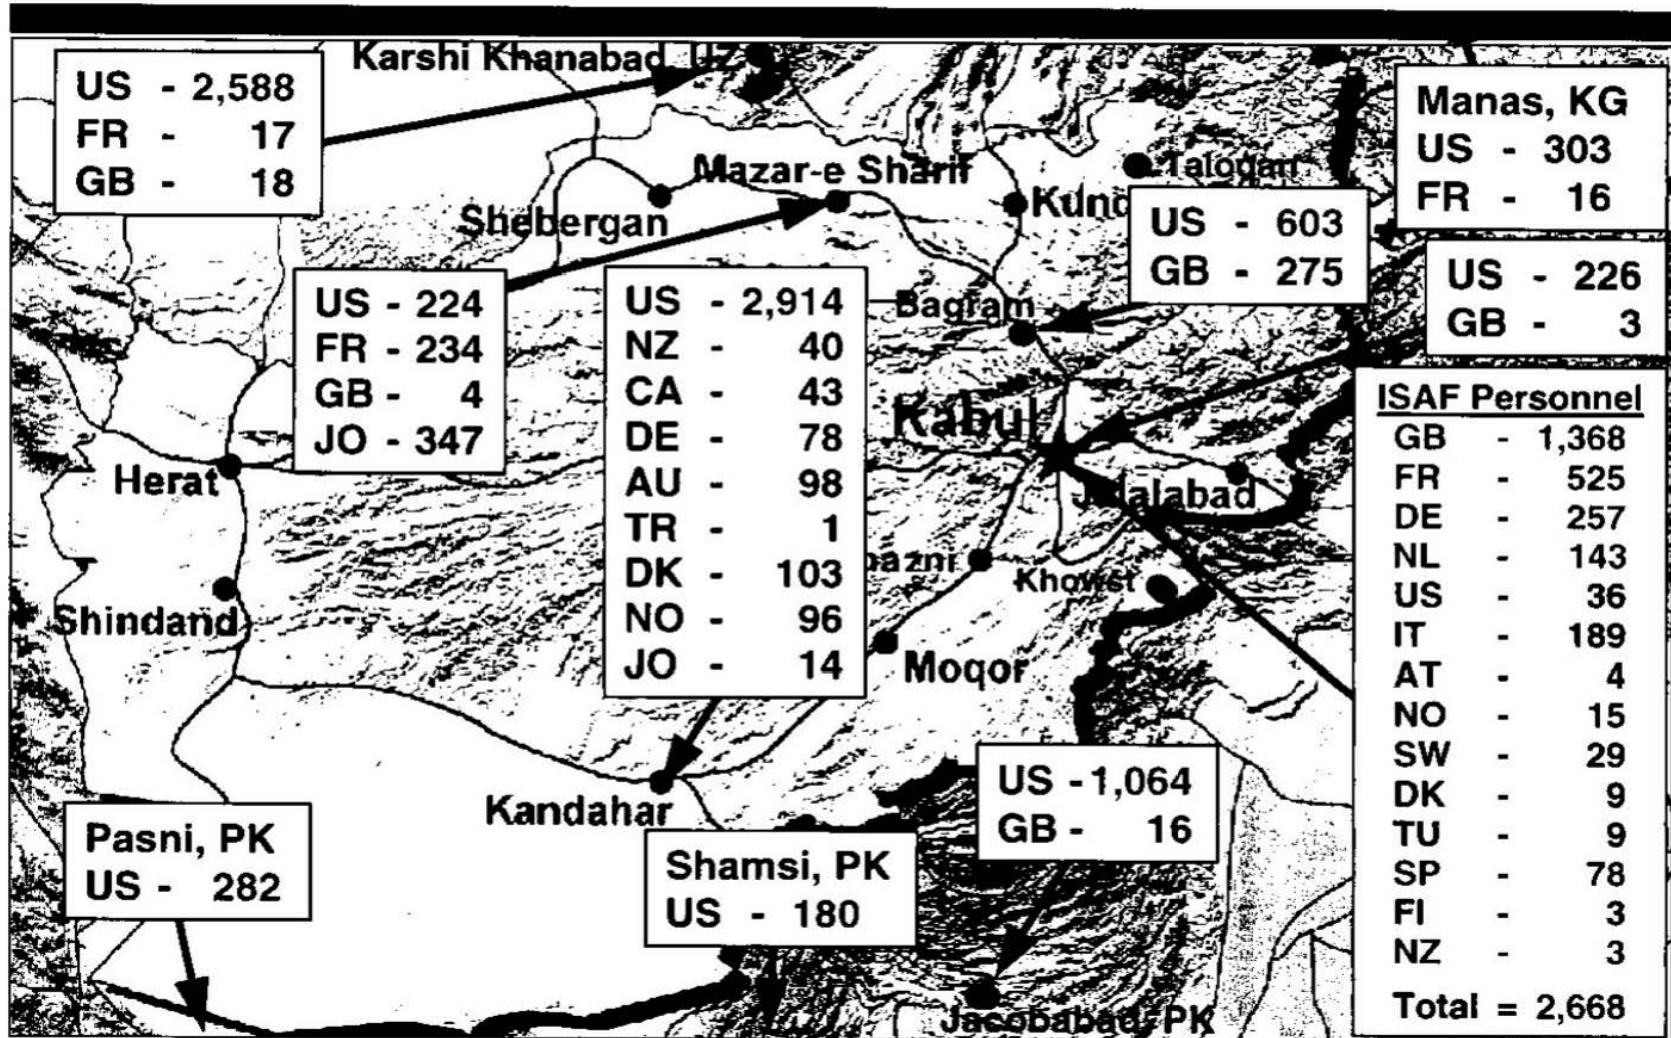 Karshi Khanabad, UZ
US - 2,588
FR - 17
GB - 18
Manas, KG
US - 303
FR - 16
Mazar-e Sharif
Taloqan
Shebergan
US - 603
GB - 275
US - 226
GB - 3
US - 224
FR - 234
GB - 4
JO - 347
US - 2,914
NZ - 40
CA - 43
DE - 78
AU - 98
TR - 1
DK - 103
NO - 96
JO - 14
Bagram
Kabul
Herat
Jalalabad
Khowst
Shindand
Moqor
Kandahar
US - 1,064
GB - 16
Pasni, PK
US - 282
Shamsi, PK
US - 180
Jacobabad, PK
ISAF Personnel
GB - 1,368
FR - 525
DE - 257
NL - 143
US - 36
IT - 189
AT - 4
NO - 15
SW - 29
DK - 9
TU - 9
SP - 78
FI - 3
NZ - 3
Total = 2,668